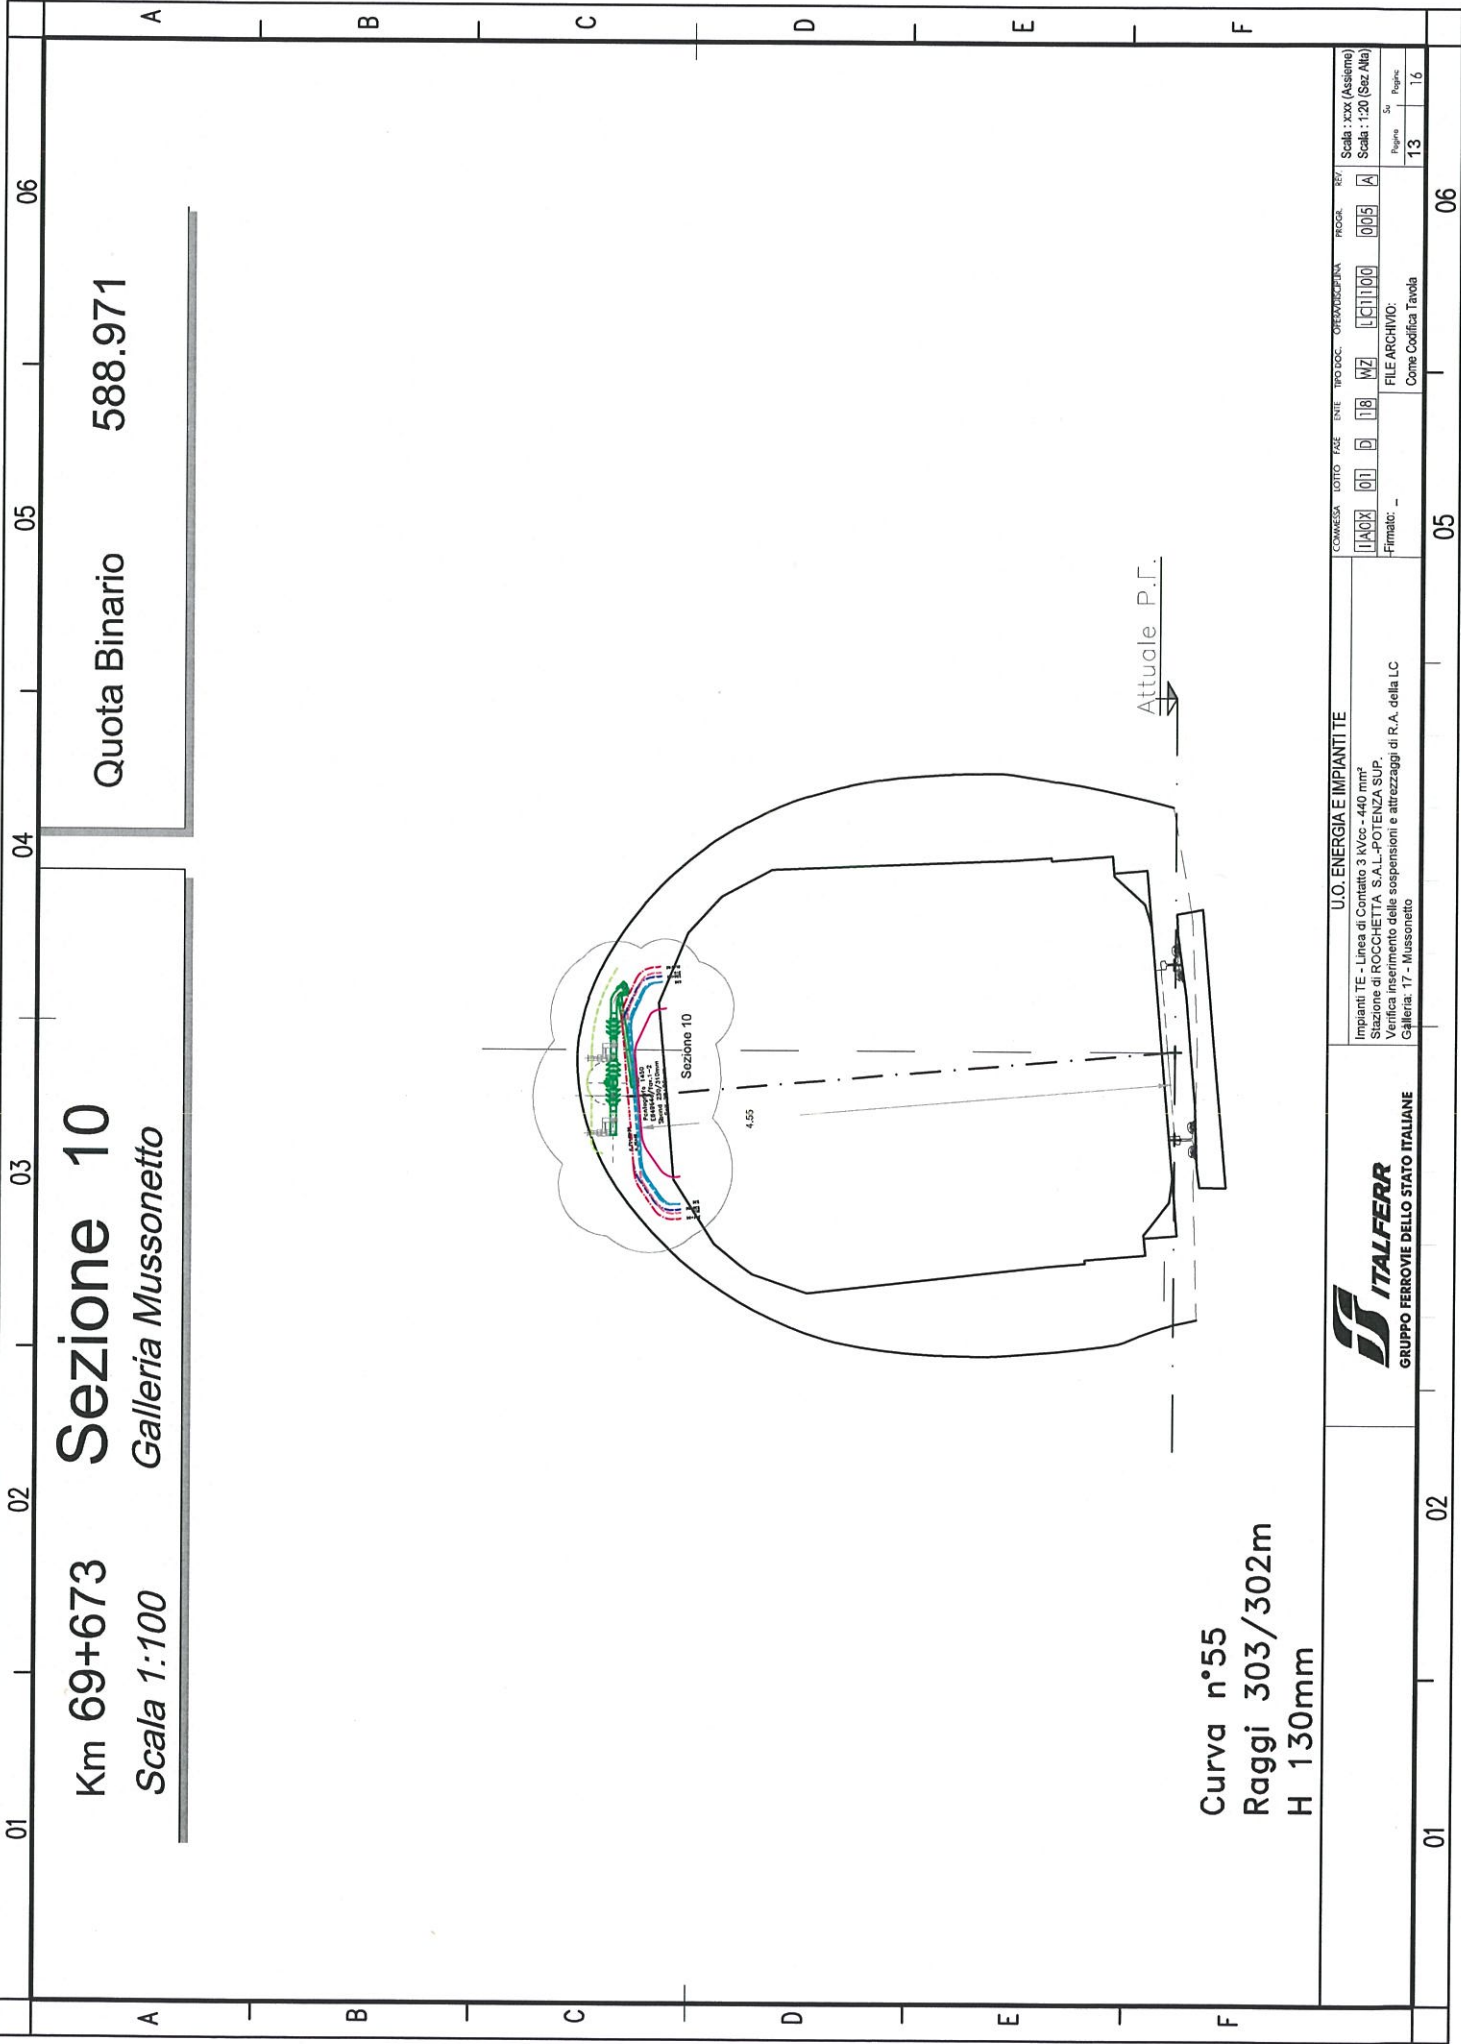 01 02 03 04 05 06
A
B
C
D
E
F
Km 69+673 Sezione 10
Scala 1:100 Galleria Mussonetto
Quota Binario 588.971
Sezione 10
4.55
Attuale P.F.
Curva n°55
Raggi 303/302m
H 130mm
ITALFERR
GRUPPO FERROVIE DELLO STATO ITALIANE
U.O. ENERGIA E IMPIANTI TE
Impianti TE - Linea di Contatto 3 kVcc - 440 mm²
Stazione di ROCCHETTA S.A.L.-POTENZA SUP.
Verifica inserimento delle sospensioni e attrezzaggi di R.A. della LC
Galleria: 17 - Mussonetto
COMMESSA LOTTO FASE ENTE TIPO DOC. OPERA/DISCIPLINA PROGR. REV.
IA0X 01 D 18 WZ LC1100 005 A
Firmato: _
FILE ARCHIVIO:
Come Codifica Tavola
Scala : x:xx (Assieme)
Scala : 1:20 (Sez Alta)
Pagina Su Pagine
13 16
A
B
C
D
E
F
01 02 05 06